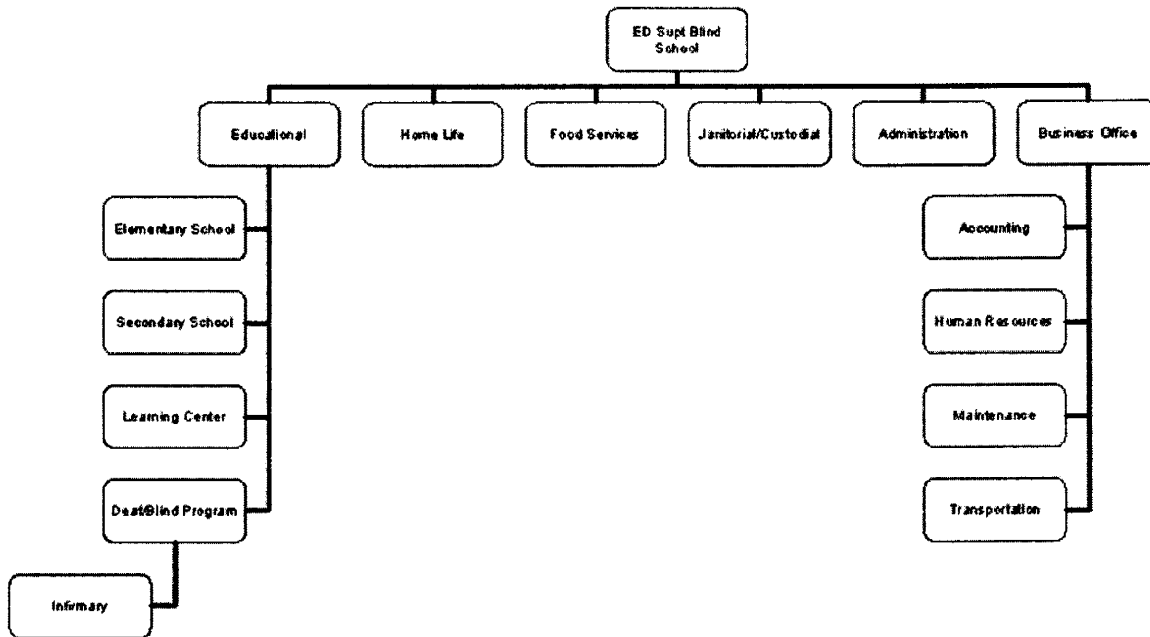 ED Supt Blind
School
Educational
Home Life
Food Services
Janitorial/Custodial
Administration
Business Office
Elementary School
Accounting
Secondary School
Human Resources
Learning Center
Maintenance
Deaf/Blind Program
Transportation
Infirmary